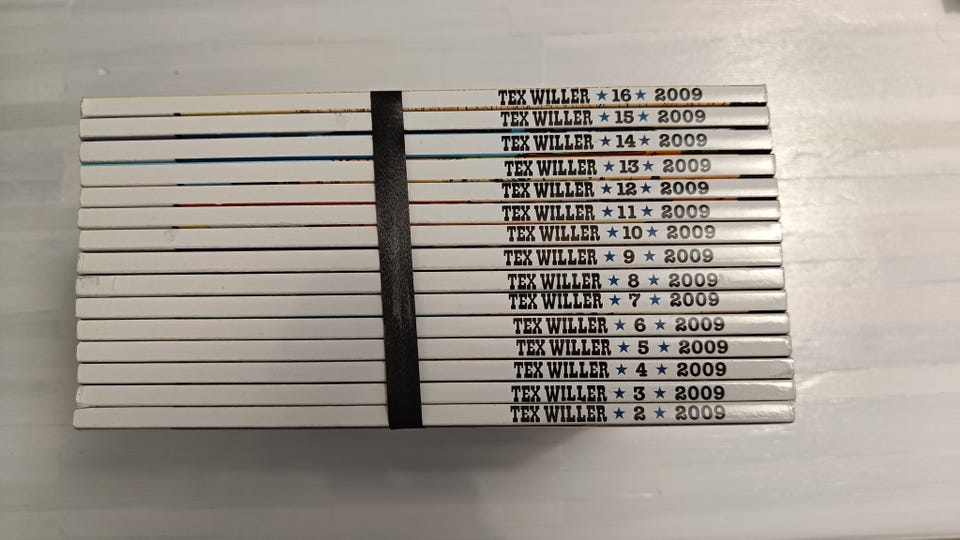 TEX WILLER ★ 16 ★ 2009
TEX WILLER ★ 15 ★ 2009
TEX WILLER ★ 14 ★ 2009
TEX WILLER ★ 13 ★ 2009
TEX WILLER ★ 12 ★ 2009
TEX WILLER ★ 11 ★ 2009
TEX WILLER ★ 10 ★ 2009
TEX WILLER ★ 9 ★ 2009
TEX WILLER ★ 8 ★ 2009
TEX WILLER ★ 7 ★ 2009
TEX WILLER ★ 6 ★ 2009
TEX WILLER ★ 5 ★ 2009
TEX WILLER ★ 4 ★ 2009
TEX WILLER ★ 3 ★ 2009
TEX WILLER ★ 2 ★ 2009